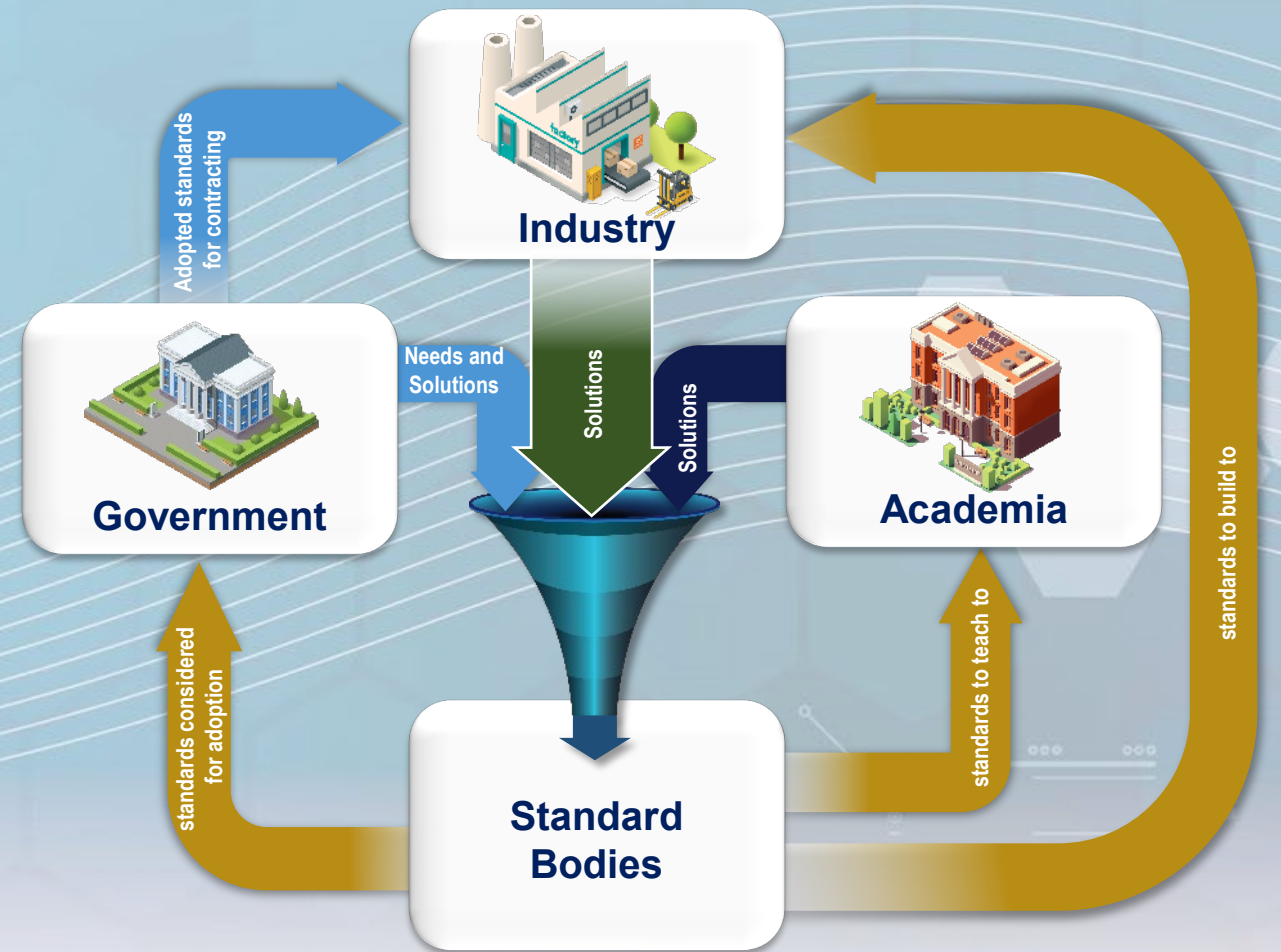 factory
Industry
Adopted standards
for contracting
Needs and
Solutions
Solutions
Solutions
Government
Academia
standards considered
for adoption
standards to teach to
standards to build to
Standard
Bodies